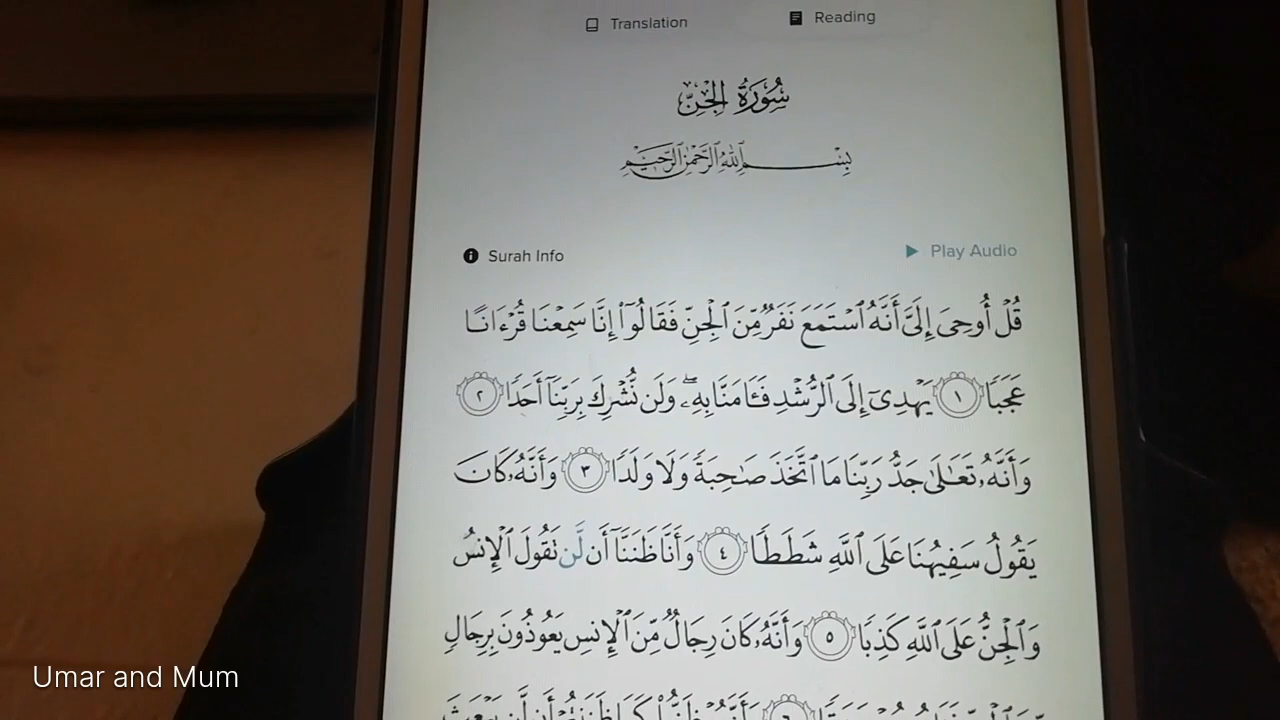 Translation
Reading
سُورَةُ الجِنّ
بِسْمِ ٱللَّهِ ٱلرَّحْمَٰنِ ٱلرَّحِيمِ
Surah Info
Play Audio
قُلْ أُوحِىَ إِلَىَّ أَنَّهُ ٱسْتَمَعَ نَفَرٌ مِّنَ ٱلْجِنِّ فَقَالُوٓا۟ إِنَّا سَمِعْنَا قُرْءَانًا
عَجَبًا ١ يَهْدِىٓ إِلَى ٱلرُّشْدِ فَـَٔامَنَّا بِهِۦ ۖ وَلَن نُّشْرِكَ بِرَبِّنَآ أَحَدًا ٢
وَأَنَّهُۥ تَعَـٰلَىٰ جَدُّ رَبِّنَا مَا ٱتَّخَذَ صَـٰحِبَةً وَلَا وَلَدًا ٣ وَأَنَّهُۥ كَانَ
يَقُولُ سَفِيهُنَا عَلَى ٱللَّهِ شَطَطًا ٤ وَأَنَّا ظَنَنَّآ أَن لَّن تَقُولَ ٱلْإِنسُ
وَٱلْجِنُّ عَلَى ٱللَّهِ كَذِبًا ٥ وَأَنَّهُۥ كَانَ رِجَالٌ مِّنَ ٱلْإِنسِ يَعُوذُونَ بِرِجَالٍ
Umar and Mum